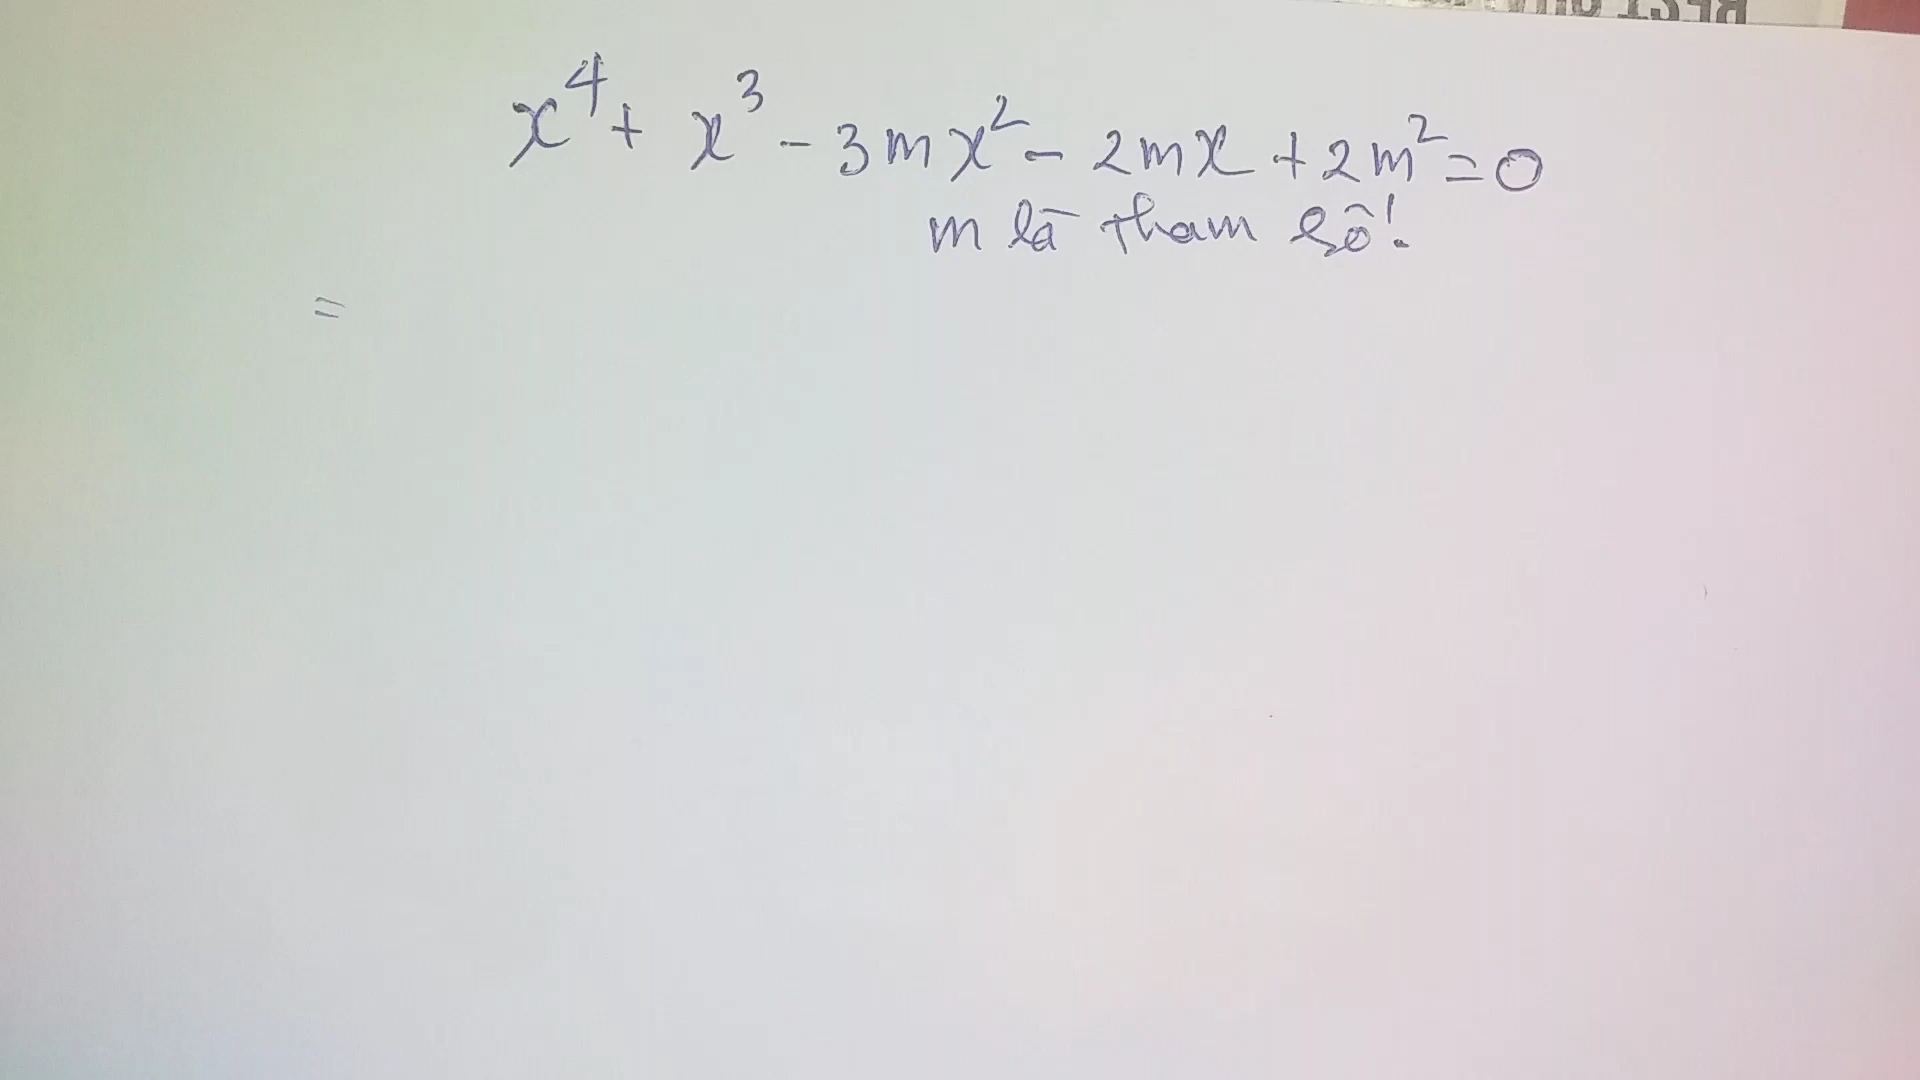 x⁴ + x³ - 3mx² - 2mx + 2m² = 0
m là tham số!
=